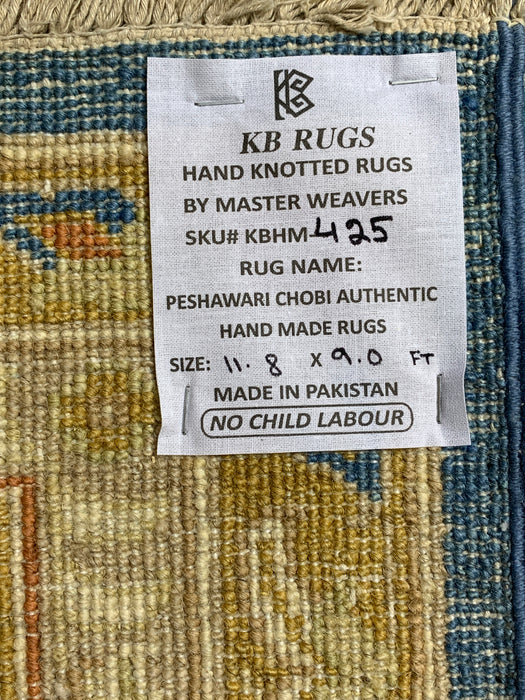 KB RUGS
HAND KNOTTED RUGS
BY MASTER WEAVERS
SKU# KBHM-425
RUG NAME:
PESHAWARI CHOBI AUTHENTIC
HAND MADE RUGS
SIZE: 11.8 X 9.0 FT
MADE IN PAKISTAN
NO CHILD LABOUR